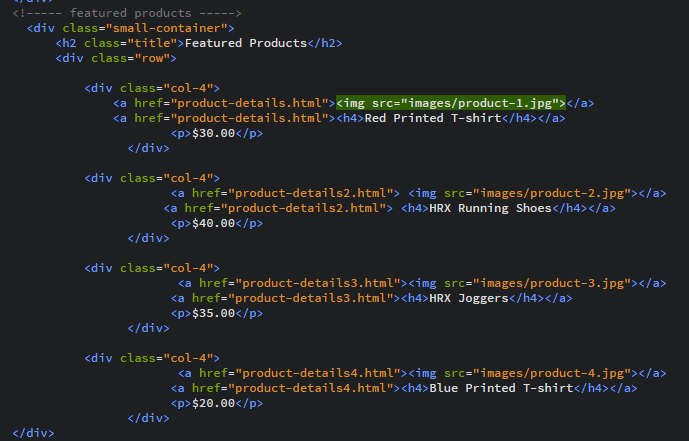 </div>
<!----- featured products ----->
<div class="small-container">
<h2 class="title">Featured Products</h2>
<div class="row">
<div class="col-4">
<a href="product-details.html"><img src="images/product-1.jpg"></a>
<a href="product-details.html"><h4>Red Printed T-shirt</h4></a>
<p>$30.00</p>
</div>
<div class="col-4">
<a href="product-details2.html"> <img src="images/product-2.jpg"></a>
<a href="product-details2.html"> <h4>HRX Running Shoes</h4></a>
<p>$40.00</p>
</div>
<div class="col-4">
<a href="product-details3.html"><img src="images/product-3.jpg"></a>
<a href="product-details3.html"><h4>HRX Joggers</h4></a>
<p>$35.00</p>
</div>
<div class="col-4">
<a href="product-details4.html"><img src="images/product-4.jpg"></a>
<a href="product-details4.html"><h4>Blue Printed T-shirt</h4></a>
<p>$20.00</p>
</div>
</div>